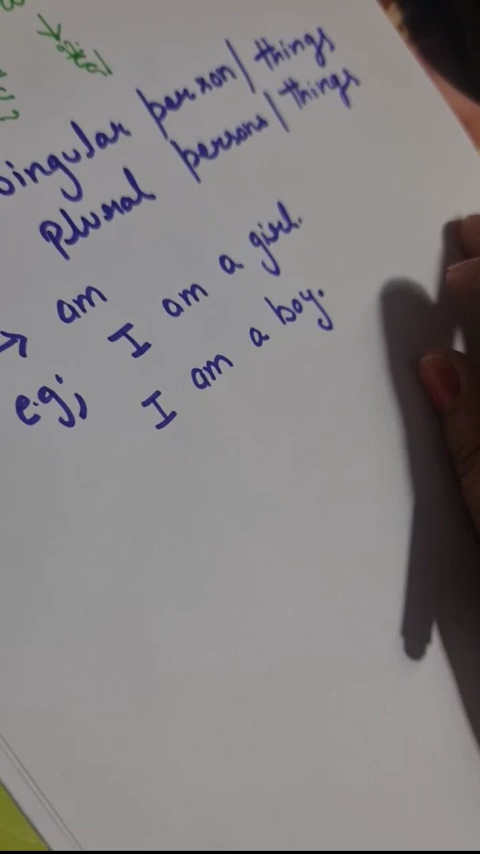 Singular person/things
Plural persons/things
→ am
e.g; I am a girl.
I am a boy.